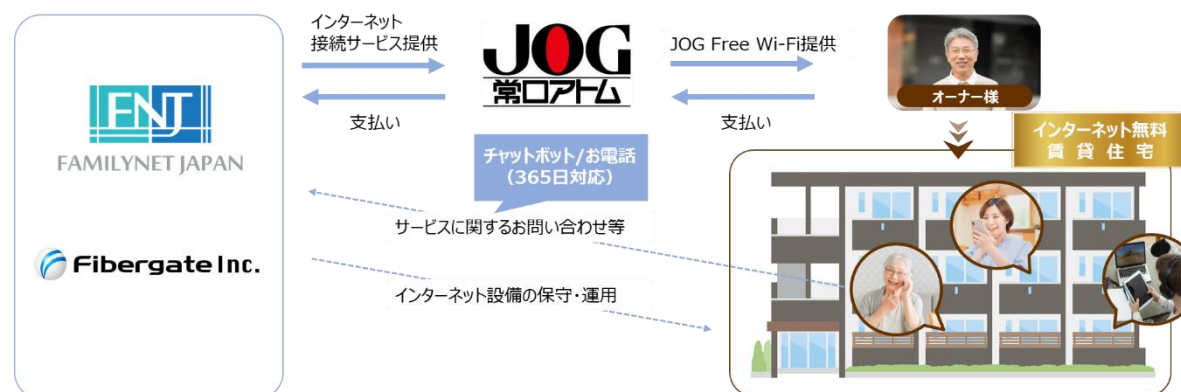 インターネット
接続サービス提供
支払い
FNJ
FAMILYNET JAPAN
Fibergate Inc.
JOG
常口アトム
JOG Free Wi-Fi提供
支払い
オーナー様
インターネット無料
賃貸住宅
チャットボット/お電話
(365日対応)
サービスに関するお問い合わせ等
インターネット設備の保守・運用